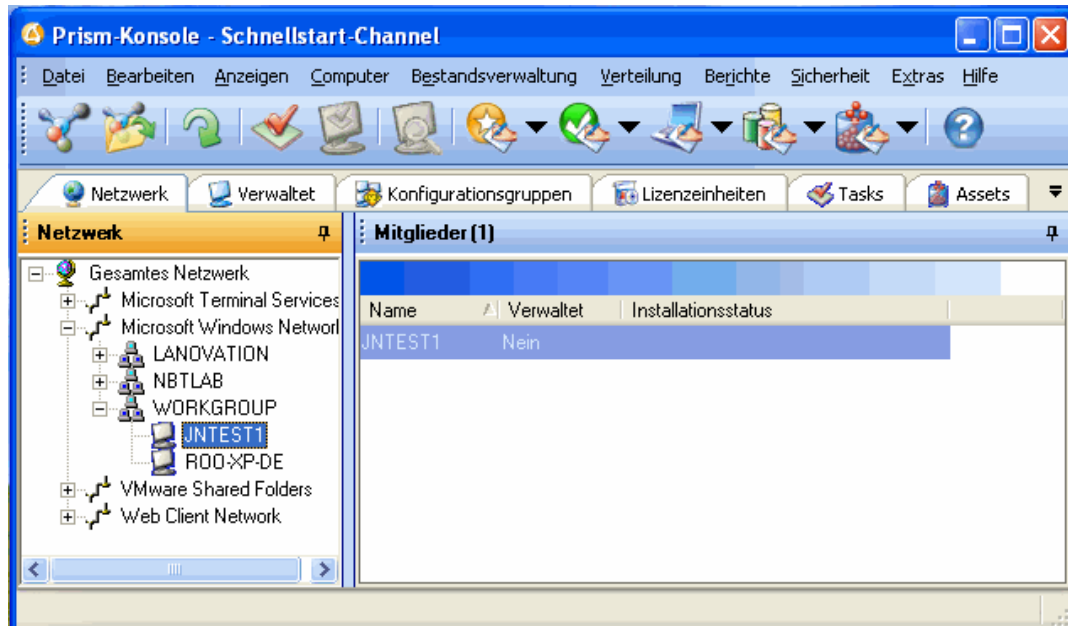 Prism-Konsole - Schnellstart-Channel
Datei Bearbeiten Anzeigen Computer Bestandsverwaltung Verteilung Berichte Sicherheit Extras Hilfe
Netzwerk Verwaltet Konfigurationsgruppen Lizenzeinheiten Tasks Assets
Netzwerk
Gesamtes Netzwerk
Microsoft Terminal Services
Microsoft Windows Networl
LANOVATION
NBTLAB
WORKGROUP
JNTEST1
ROO-XP-DE
VMware Shared Folders
Web Client Network
Mitglieder (1)
Name Verwaltet Installationsstatus
JNTEST1 Nein